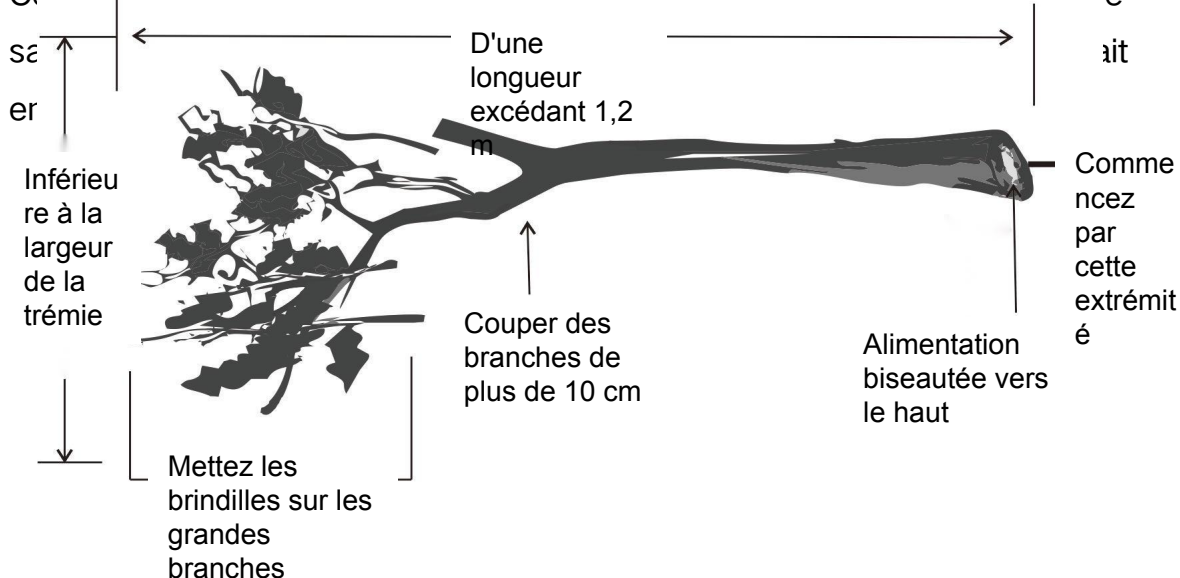 D'une
longueur
excédant 1,2
m
Inférieu
re à la
largeur
de la
trémie
Comme
ncez
par
cette
extrémit
é
Couper des
branches de
plus de 10 cm
Alimentation
biseautée vers
le haut
Mettez les
brindilles sur les
grandes
branches